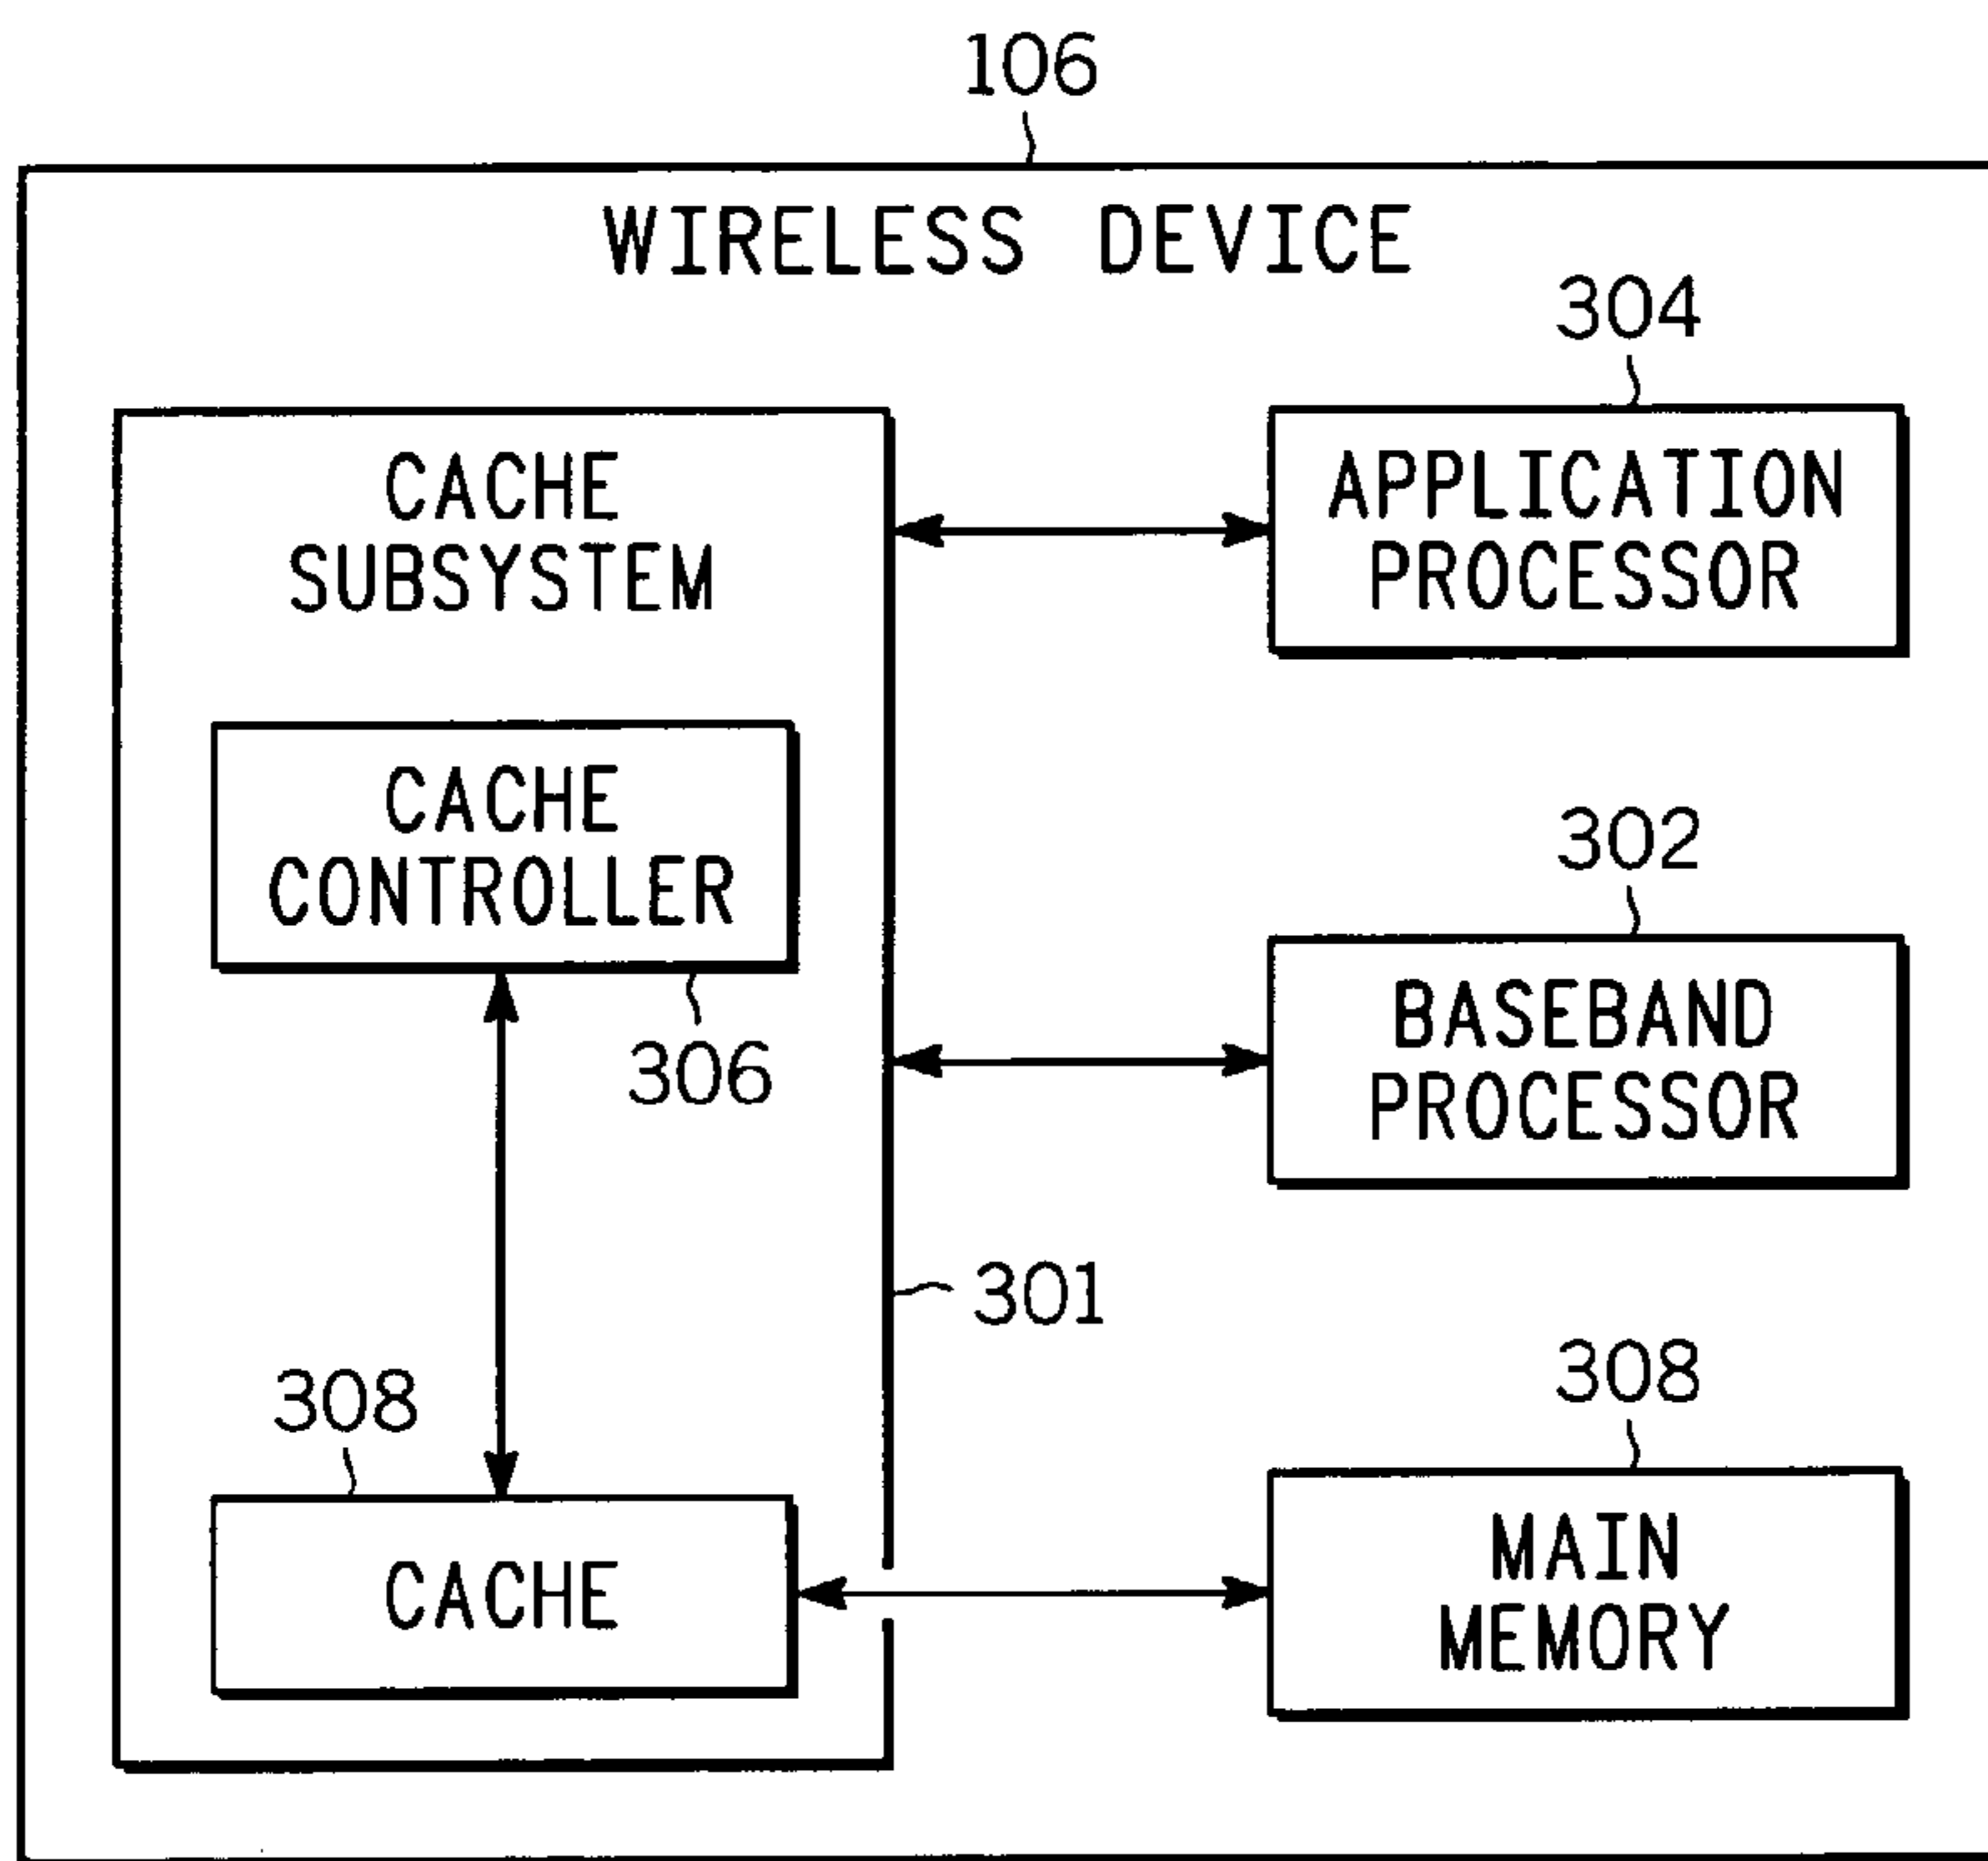 106
WIRELESS DEVICE
304
CACHE
SUBSYSTEM
APPLICATION
PROCESSOR
CACHE
CONTROLLER
306
302
BASEBAND
PROCESSOR
301
308
CACHE
308
MAIN
MEMORY